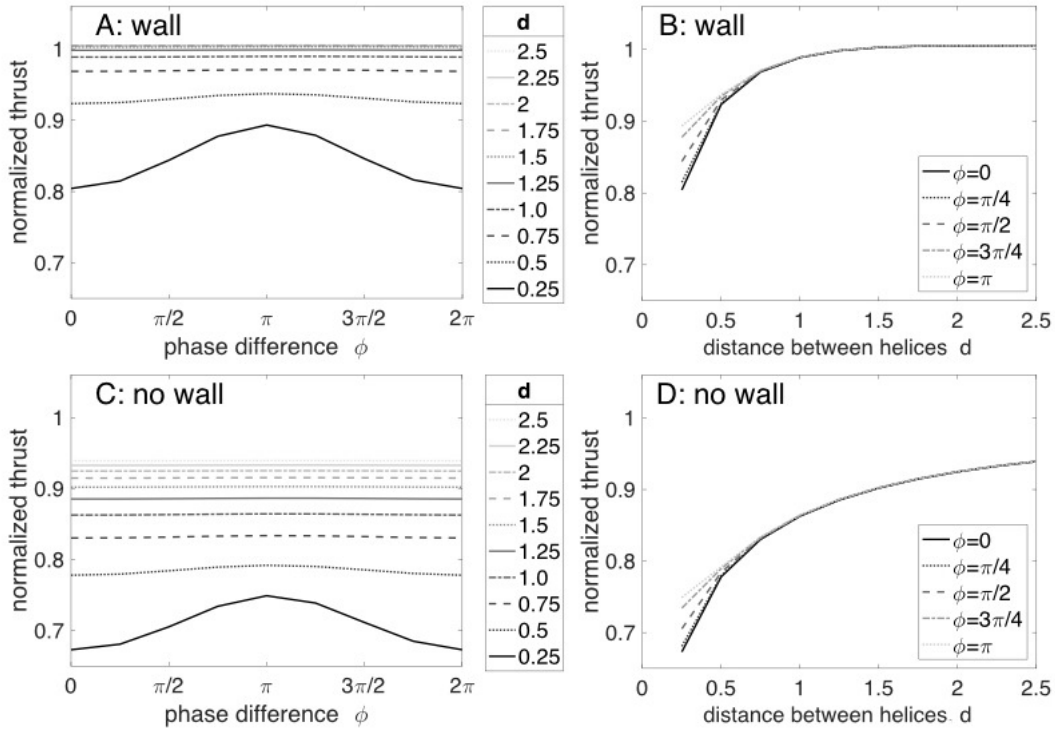 A: wall
normalized thrust
1
0.9
0.8
0.7
0
π/2
π
3π/2
2π
phase difference ϕ
d
2.5
2.25
2
1.75
1.5
1.25
1.0
0.75
0.5
0.25
B: wall
normalized thrust
1
0.9
0.8
0.7
0
0.5
1
1.5
2
2.5
distance between helices d
ϕ=0
ϕ=π/4
ϕ=π/2
ϕ=3π/4
ϕ=π
C: no wall
normalized thrust
1
0.9
0.8
0.7
0
π/2
π
3π/2
2π
phase difference ϕ
d
2.5
2.25
2
1.75
1.5
1.25
1.0
0.75
0.5
0.25
D: no wall
normalized thrust
1
0.9
0.8
0.7
0
0.5
1
1.5
2
2.5
distance between helices d
ϕ=0
ϕ=π/4
ϕ=π/2
ϕ=3π/4
ϕ=π